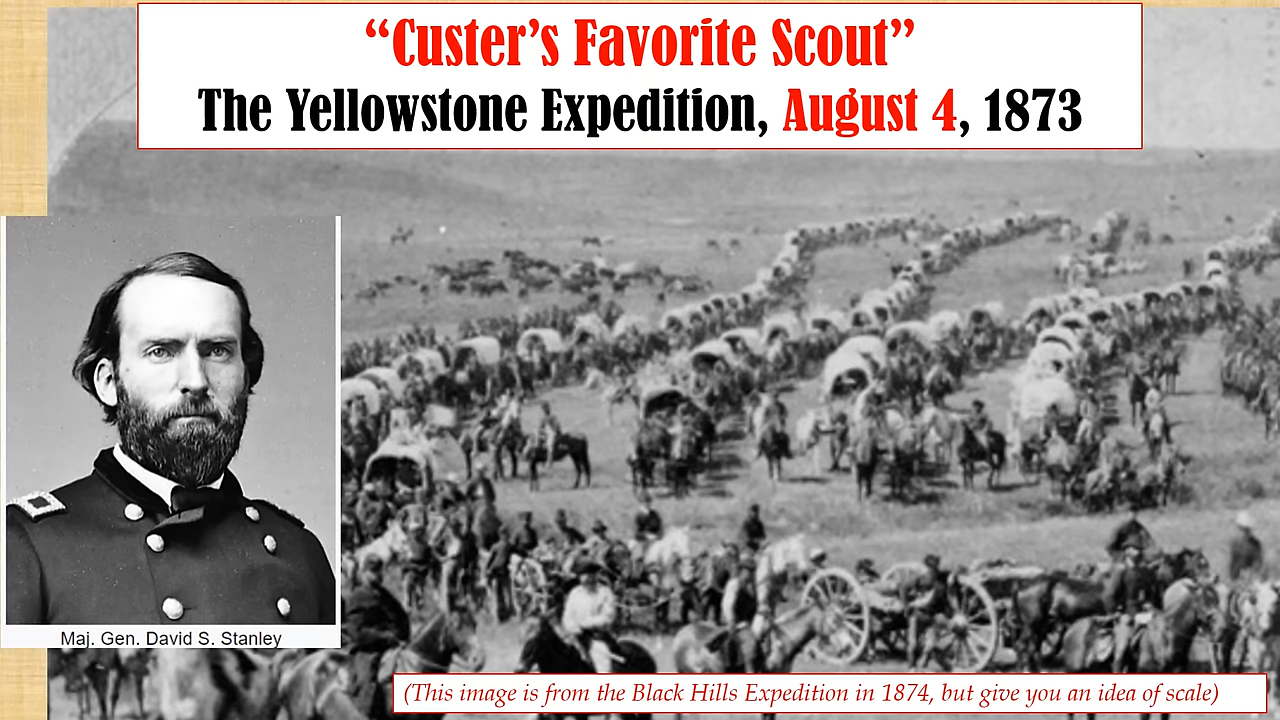 “Custer’s Favorite Scout”
The Yellowstone Expedition, August 4, 1873
Maj. Gen. David S. Stanley
(This image is from the Black Hills Expedition in 1874, but give you an idea of scale)